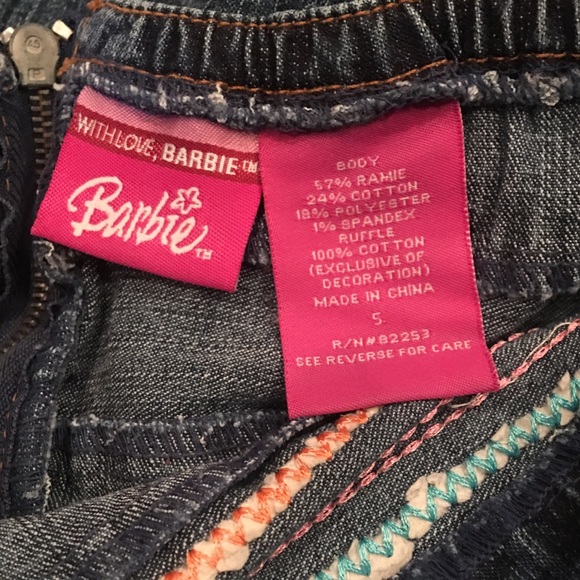 WITH LOVE, BARBIE™
Barbie™
BODY
57% RAMIE
24% COTTON
18% POLYESTER
1% SPANDEX
RUFFLE
100% COTTON
(EXCLUSIVE OF
DECORATION)
MADE IN CHINA
5
R/N#82253
SEE REVERSE FOR CARE